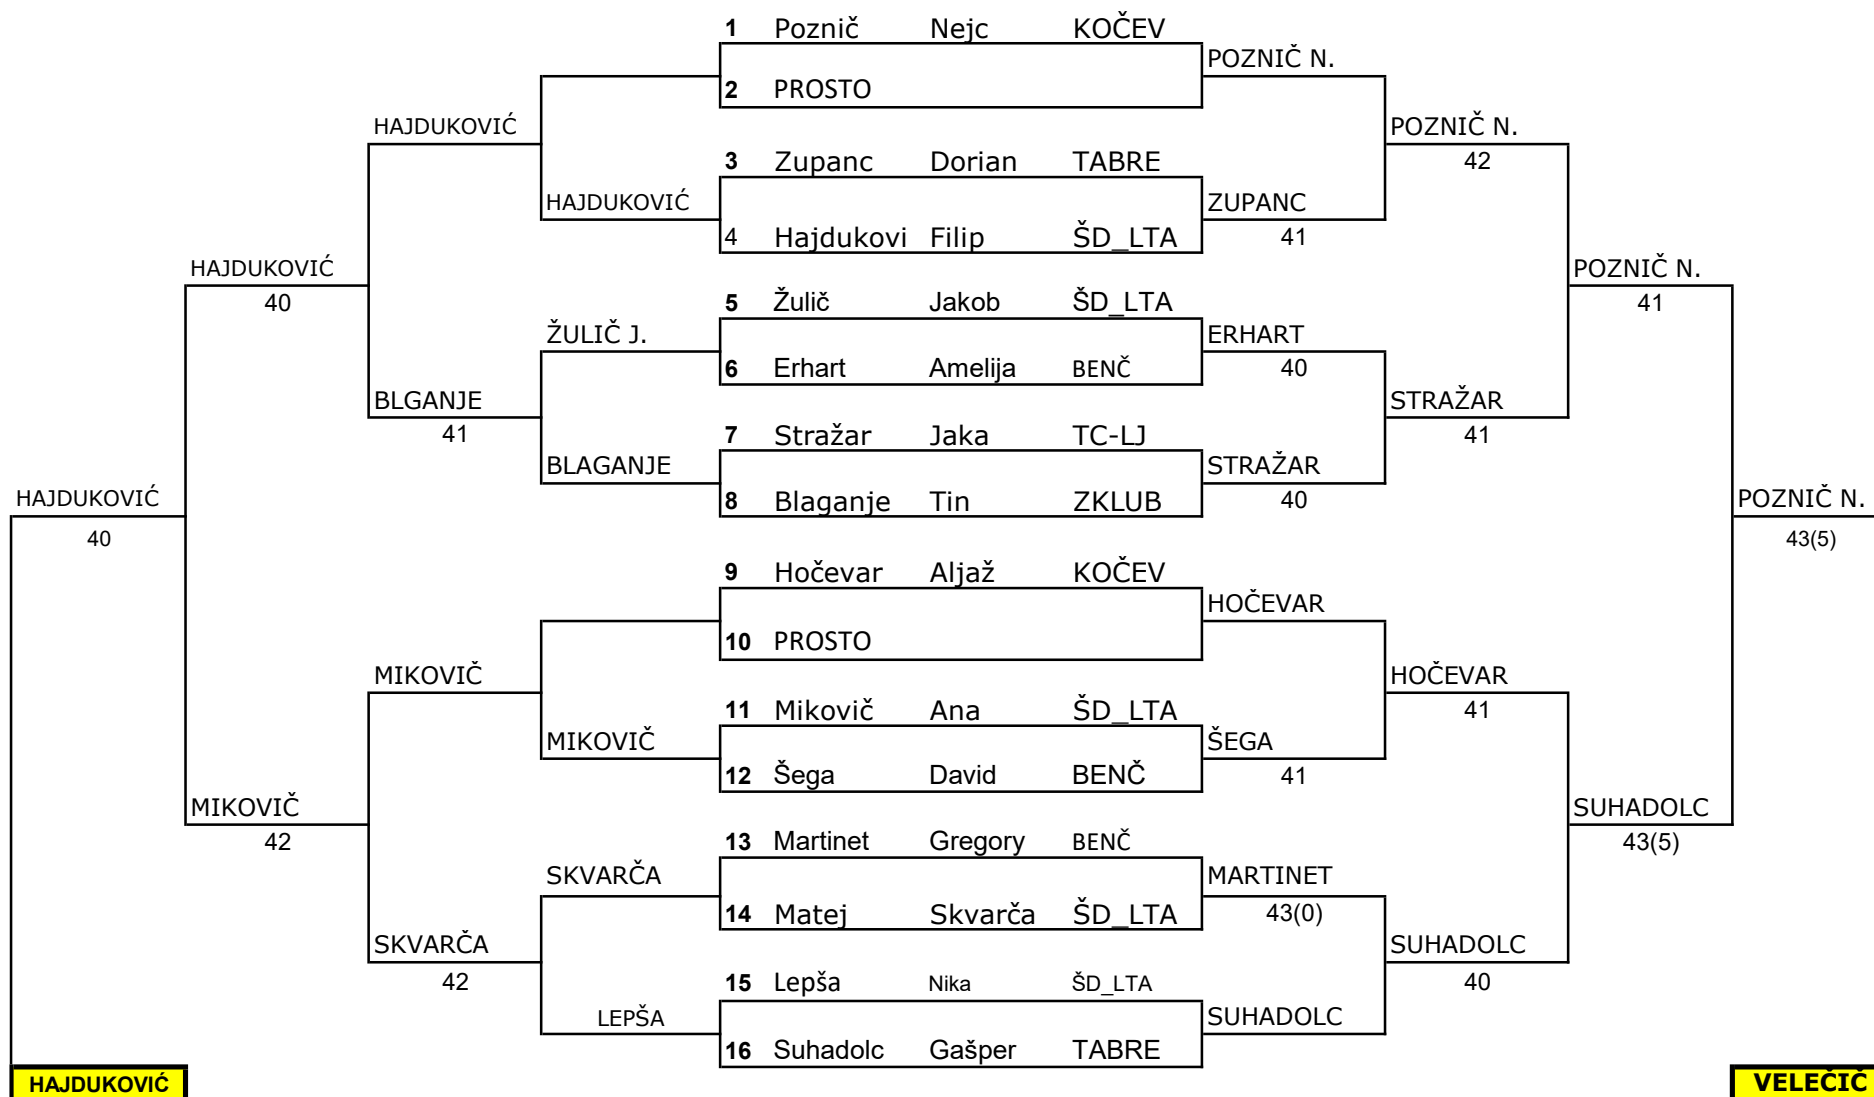 1 Poznič Nejc KOČEV
POZNIČ N.
2 PROSTO
HAJDUKOVIĆ POZNIČ N.
3 Zupanc Dorian TABRE 42
HAJDUKOVIĆ ZUPANC
4 Hajdukovi Filip ŠD_LTA 41
HAJDUKOVIĆ POZNIČ N.
40 5 Žulič Jakob ŠD_LTA 41
ŽULIČ J. ERHART
6 Erhart Amelija BENČ 40
BLGANJE STRAŽAR
41 7 Stražar Jaka TC-LJ 41
BLAGANJE STRAŽAR
HAJDUKOVIĆ 8 Blaganje Tin ZKLUB 40 POZNIČ N.
40 43(5)
9 Hočevar Aljaž KOČEV
HOČEVAR
10 PROSTO
MIKOVIČ HOČEVAR
11 Mikovič Ana ŠD_LTA 41
MIKOVIČ ŠEGA
12 Šega David BENČ 41
MIKOVIČ SUHADOLC
42 13 Martinet Gregory BENČ 43(5)
SKVARČA MARTINET
14 Matej Skvarča ŠD_LTA 43(0)
SKVARČA SUHADOLC
42 15 Lepša Nika ŠD_LTA 40
LEPŠA SUHADOLC
16 Suhadolc Gašper TABRE
HAJDUKOVIĆ VELEČIČ